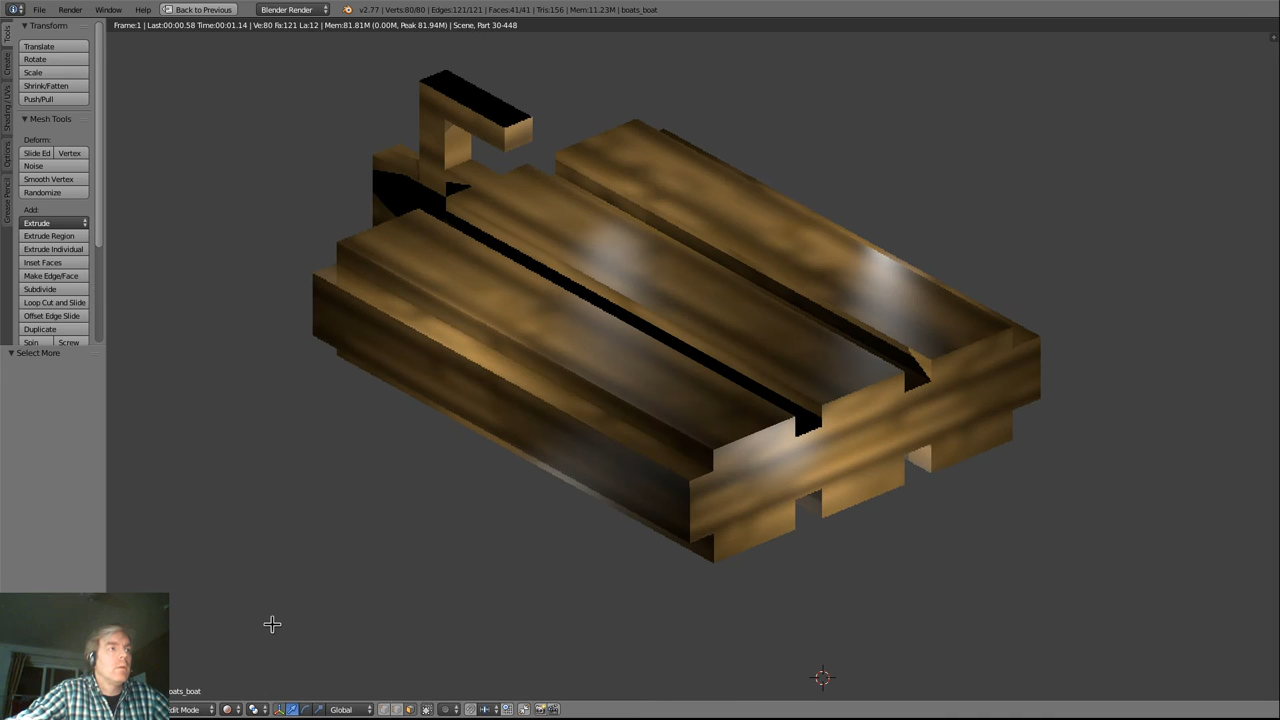 File Render Window Help Back to Previous Blender Render v2.77 | Verts:80/80 | Edges:121/121 | Faces:41/41 | Tris:156 | Mem:11.23M | boats_boat
Frame:1 | Last:00:00.58 Time:00:01.14 | Ve:80 Fa:121 La:12 | Mem:81.81M (0.00M, Peak 81.94M) | Scene, Part 30-448
Tools
Create
Shading / UVs
Options
Grease Pencil
Transform
Translate
Rotate
Scale
Shrink/Fatten
Push/Pull
Mesh Tools
Deform:
Slide Ed Vertex
Noise
Smooth Vertex
Randomize
Add:
Extrude
Extrude Region
Extrude Individual
Inset Faces
Make Edge/Face
Subdivide
Loop Cut and Slide
Offset Edge Slide
Duplicate
Spin Screw
Select More
oats_boat
dit Mode Global